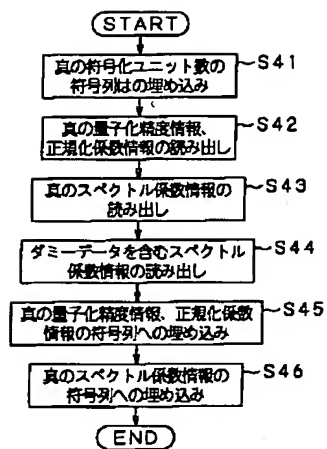 START
真の符号化ユニット数の
符号列はの埋め込み
S41
真の量子化精度情報、
正規化係数情報の読み出し
S42
真のスペクトル係数情報の
読み出し
S43
ダミーデータを含むスペクトル
係数情報の読み出し
S44
真の量子化精度情報、正規化係数
情報の符号列への埋め込み
S45
真のスペクトル係数情報の
符号列への埋め込み
S46
END